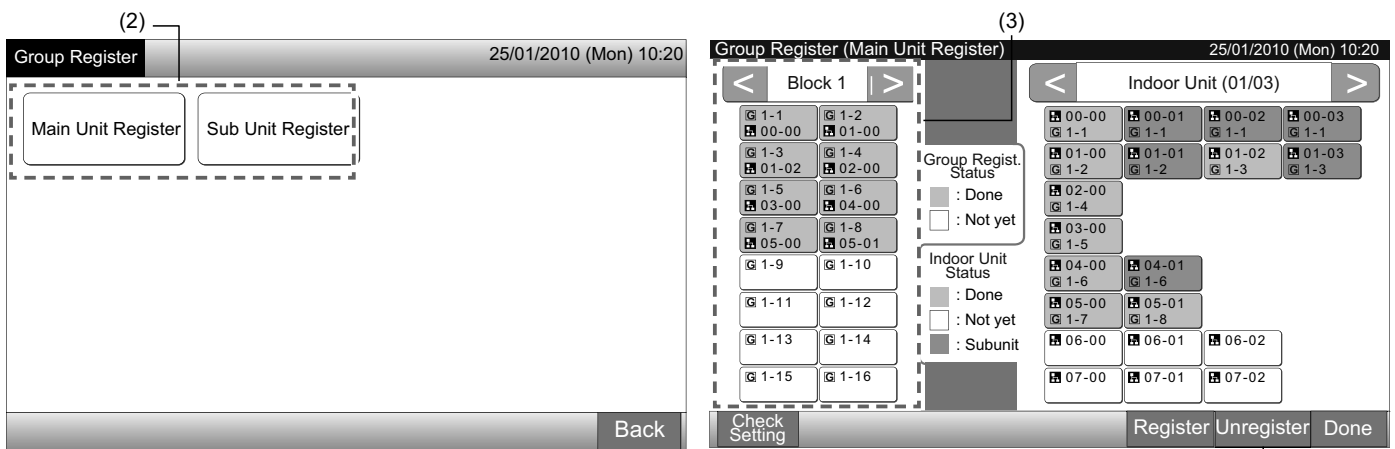 (2)
Group Register 25/01/2010 (Mon) 10:20
Main Unit Register Sub Unit Register
Back
(3)
Group Register (Main Unit Register) 25/01/2010 (Mon) 10:20
< Block 1 >
G 1-1 G 1-2
00-00 01-00
G 1-3 G 1-4
01-02 02-00
G 1-5 G 1-6
03-00 04-00
G 1-7 G 1-8
05-00 05-01
G 1-9 G 1-10
G 1-11 G 1-12
G 1-13 G 1-14
G 1-15 G 1-16
Group Regist.
Status
: Done
: Not yet
Indoor Unit
Status
: Done
: Not yet
: Subunit
< Indoor Unit (01/03) >
00-00 00-01 00-02 00-03
G 1-1 G 1-1 G 1-1 G 1-1
01-00 01-01 01-02 01-03
G 1-2 G 1-2 G 1-3 G 1-3
02-00
G 1-4
03-00
G 1-5
04-00 04-01
G 1-6 G 1-6
05-00 05-01
G 1-7 G 1-8
06-00 06-01 06-02
07-00 07-01 07-02
Check
Setting
Register Unregister Done